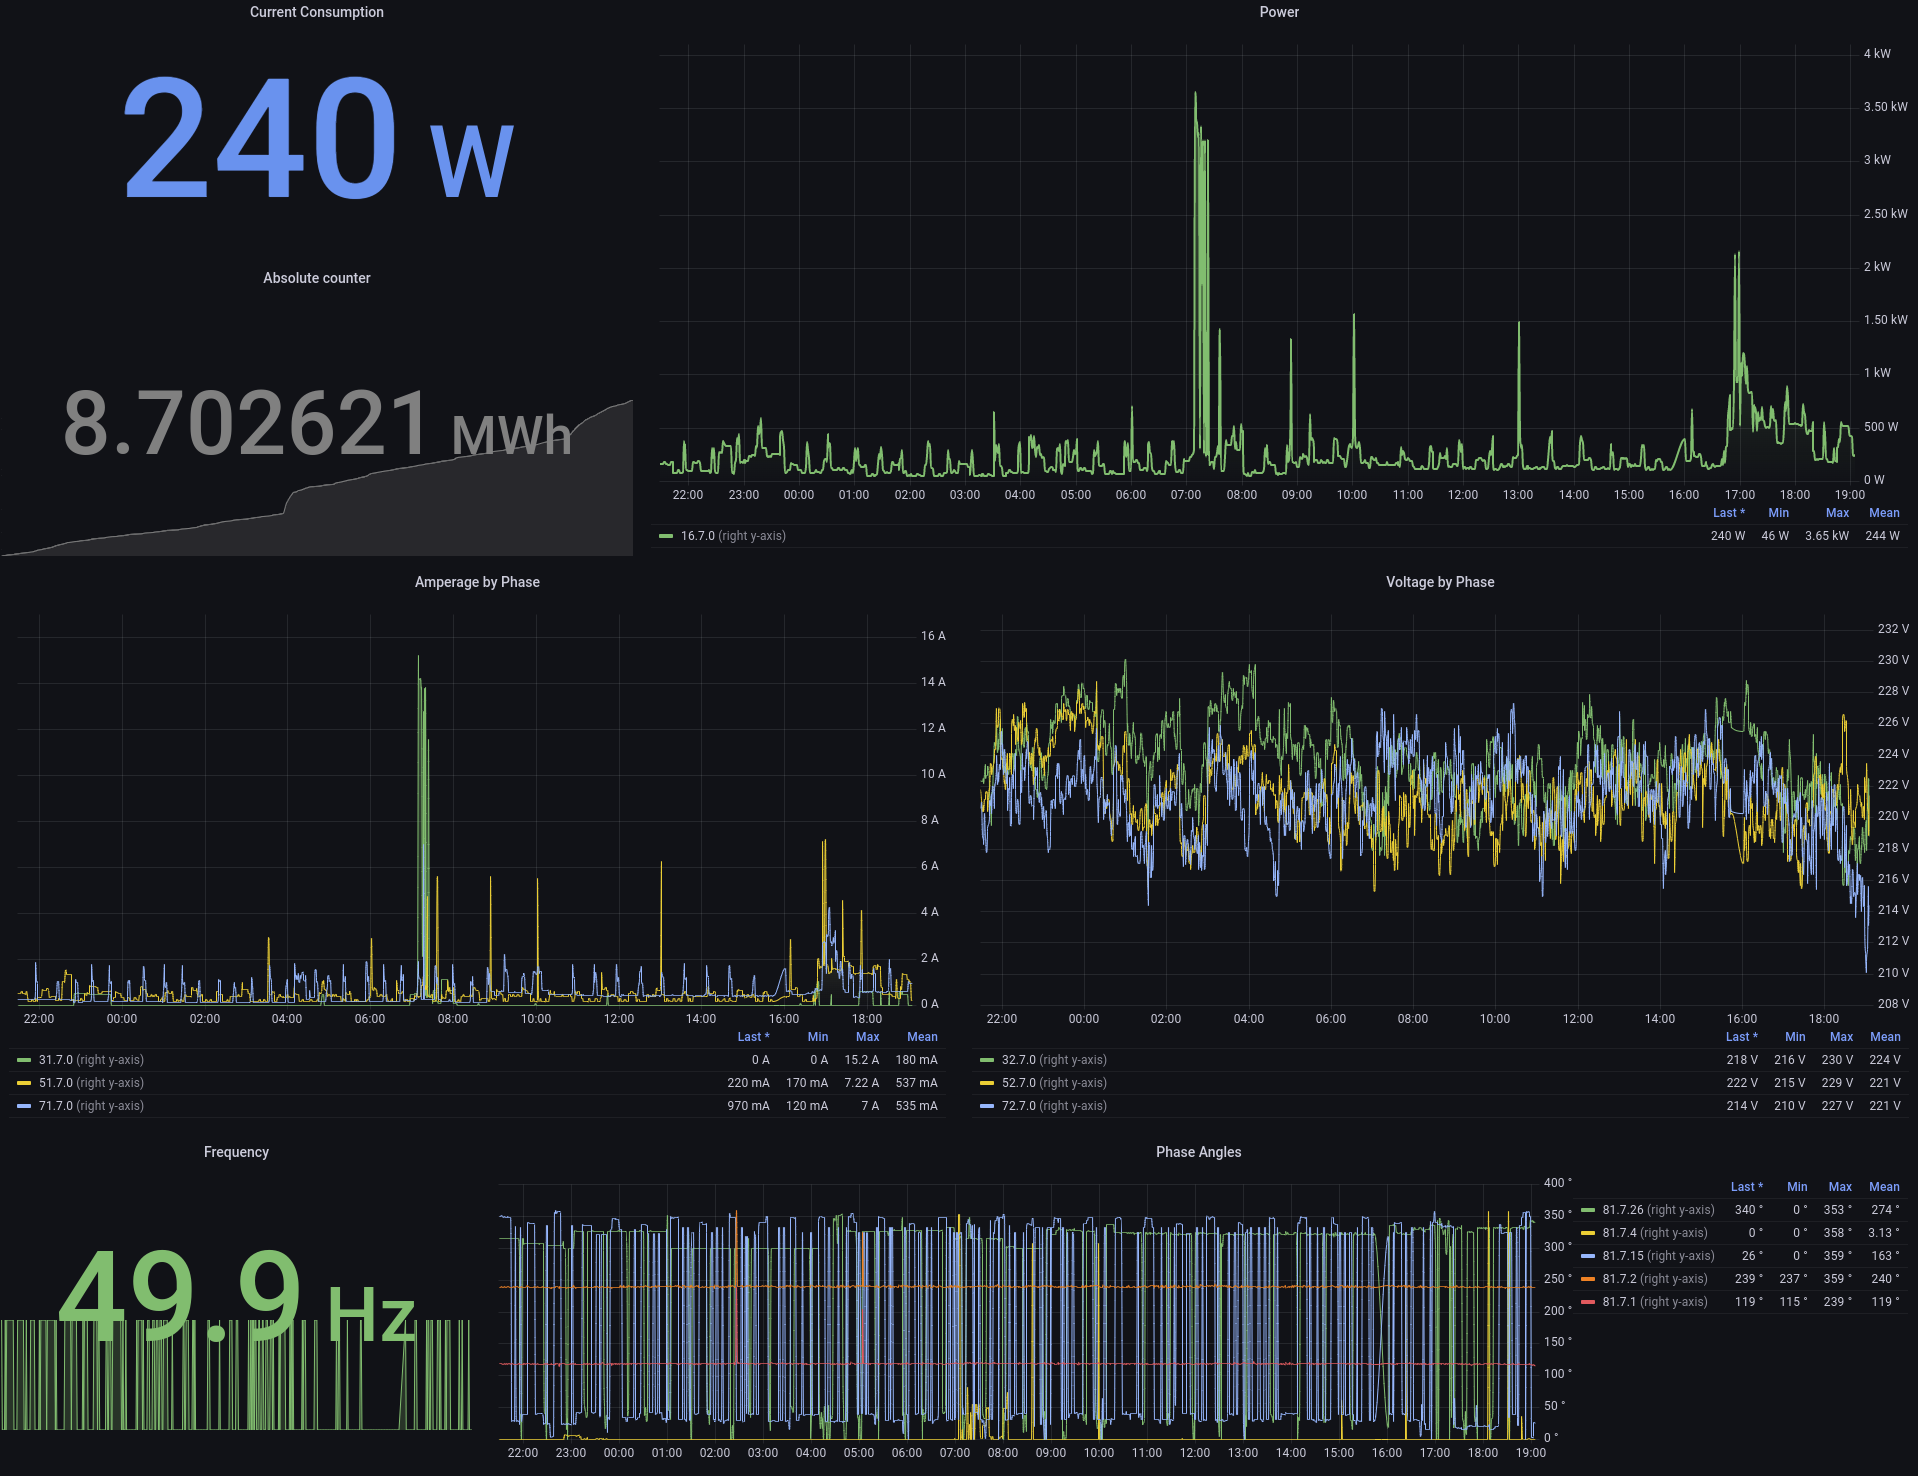 Current Consumption
240 W
Absolute counter
8.702621 MWh
Power
4 kW
3.50 kW
3 kW
2.50 kW
2 kW
1.50 kW
1 kW
500 W
0 W
22:00 23:00 00:00 01:00 02:00 03:00 04:00 05:00 06:00 07:00 08:00 09:00 10:00 11:00 12:00 13:00 14:00 15:00 16:00 17:00 18:00 19:00
Last * Min Max Mean
16.7.0 (right y-axis) 240 W 46 W 3.65 kW 244 W
Amperage by Phase
16 A
14 A
12 A
10 A
8 A
6 A
4 A
2 A
0 A
22:00 00:00 02:00 04:00 06:00 08:00 10:00 12:00 14:00 16:00 18:00
Last * Min Max Mean
31.7.0 (right y-axis) 0 A 0 A 15.2 A 180 mA
51.7.0 (right y-axis) 220 mA 170 mA 7.22 A 537 mA
71.7.0 (right y-axis) 970 mA 120 mA 7 A 535 mA
Voltage by Phase
232 V
230 V
228 V
226 V
224 V
222 V
220 V
218 V
216 V
214 V
212 V
210 V
208 V
22:00 00:00 02:00 04:00 06:00 08:00 10:00 12:00 14:00 16:00 18:00
Last * Min Max Mean
32.7.0 (right y-axis) 218 V 216 V 230 V 224 V
52.7.0 (right y-axis) 222 V 215 V 229 V 221 V
72.7.0 (right y-axis) 214 V 210 V 227 V 221 V
Frequency
49.9 Hz
Phase Angles
400 °
350 °
300 °
250 °
200 °
150 °
100 °
50 °
0 °
22:00 23:00 00:00 01:00 02:00 03:00 04:00 05:00 06:00 07:00 08:00 09:00 10:00 11:00 12:00 13:00 14:00 15:00 16:00 17:00 18:00 19:00
Last * Min Max Mean
81.7.26 (right y-axis) 340 ° 0 ° 353 ° 274 °
81.7.4 (right y-axis) 0 ° 0 ° 358 ° 3.13 °
81.7.15 (right y-axis) 26 ° 0 ° 359 ° 163 °
81.7.2 (right y-axis) 239 ° 237 ° 359 ° 240 °
81.7.1 (right y-axis) 119 ° 115 ° 239 ° 119 °